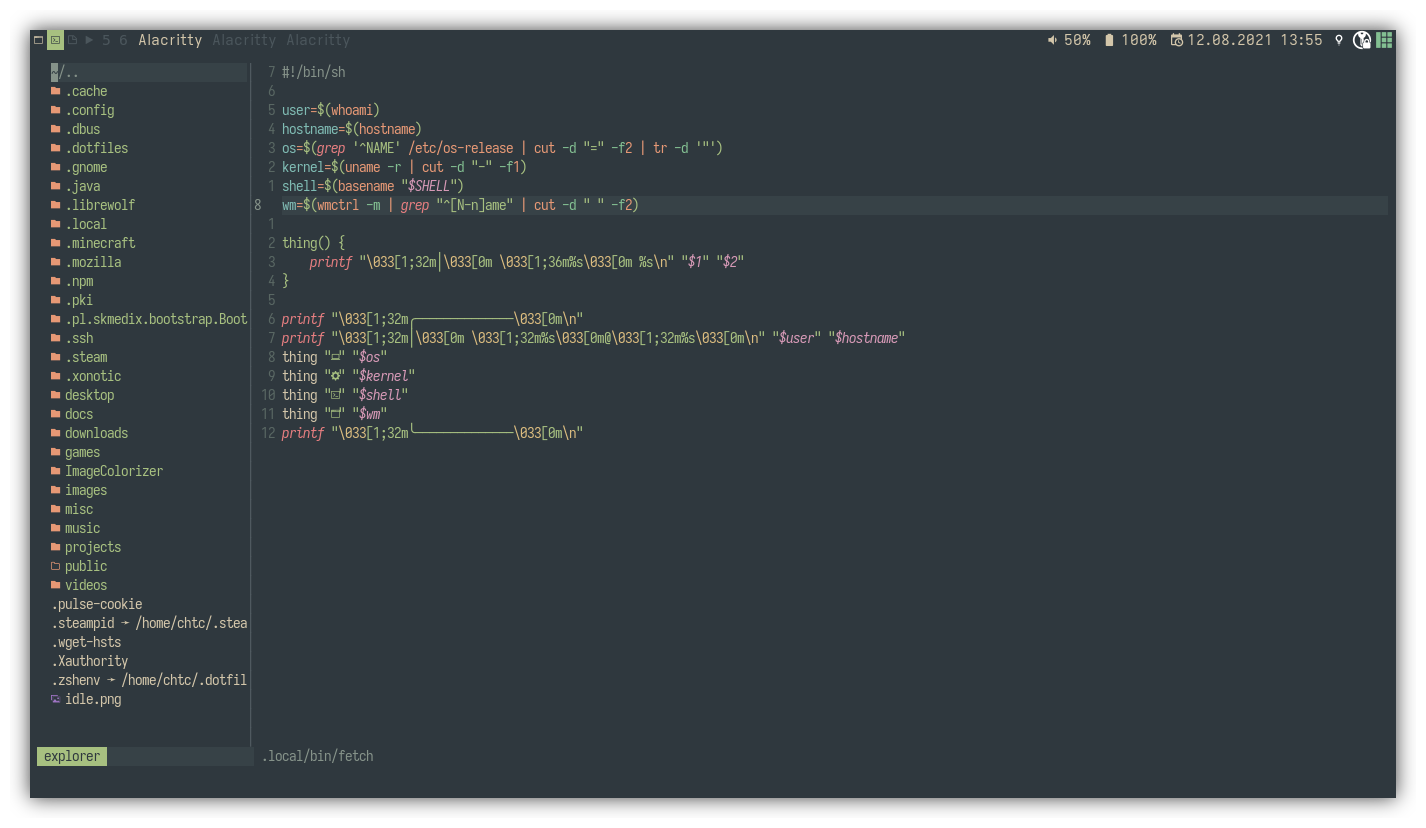 5 6 Alacritty Alacritty Alacritty
50% 100% 12.08.2021 13:55
~/..
.cache
.config
.dbus
.dotfiles
.gnome
.java
.librewolf
.local
.minecraft
.mozilla
.npm
.pki
.pl.skmedix.bootstrap.Boot
.ssh
.steam
.xonotic
desktop
docs
downloads
games
ImageColorizer
images
misc
music
projects
public
videos
.pulse-cookie
.steampid → /home/chtc/.stea
.wget-hsts
.Xauthority
.zshenv → /home/chtc/.dotfil
idle.png
explorer
7 #!/bin/sh
6
5 user=$(whoami)
4 hostname=$(hostname)
3 os=$(grep '^NAME' /etc/os-release | cut -d "=" -f2 | tr -d '"')
2 kernel=$(uname -r | cut -d "-" -f1)
1 shell=$(basename "$SHELL")
8 wm=$(wmctrl -m | grep "^[N-n]ame" | cut -d " " -f2)
1
2 thing() {
3 printf "\033[1;32m│\033[0m \033[1;36m%s\033[0m %s\n" "$1" "$2"
4 }
5
6 printf "\033[1;32m╭──────────────\033[0m\n"
7 printf "\033[1;32m│\033[0m \033[1;32m%s\033[0m@\033[1;32m%s\033[0m\n" "$user" "$hostname"
8 thing "" "$os"
9 thing "" "$kernel"
10 thing "" "$shell"
11 thing "" "$wm"
12 printf "\033[1;32m╰──────────────\033[0m\n"
.local/bin/fetch